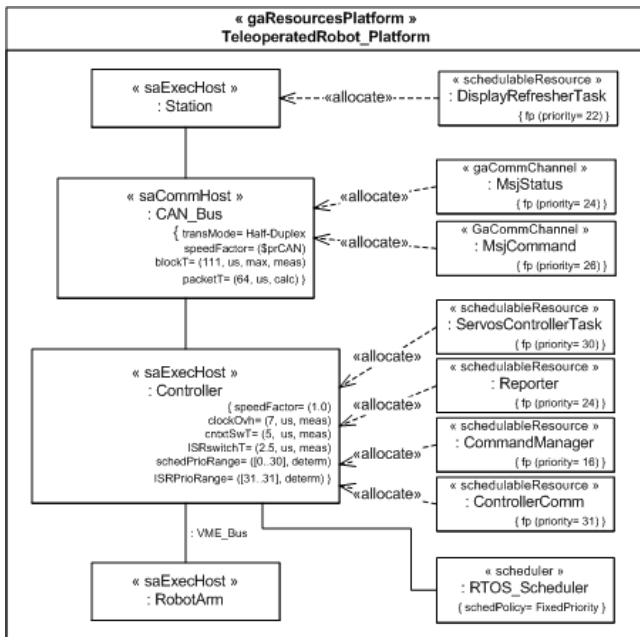 « gaResourcesPlatform »
TeleoperatedRobot_Platform
« saExecHost »
: Station
«allocate»
« schedulableResource »
: DisplayRefresherTask
{ fp (priority= 22) }
« saCommHost »
: CAN_Bus
{ transMode= Half-Duplex
speedFactor= ($prCAN)
blockT= (111, us, max, meas)
packetT= (64, us, calc) }
«allocate»
« gaCommChannel »
: MsjStatus
{ fp (priority= 24) }
«allocate»
« GaCommChannel »
: MsjCommand
{ fp (priority= 26) }
« saExecHost »
: Controller
{ speedFactor= (1.0)
clockOvh= (7, us, meas)
cntxtSwT= (5, us, meas)
ISRswitchT= (2.5, us, meas)
schedPrioRange= ([0..30], determ)
ISRPrioRange= ([31..31], determ) }
«allocate»
« schedulableResource »
: ServosControllerTask
{ fp (priority= 30) }
«allocate»
« schedulableResource »
: Reporter
{ fp (priority= 24) }
«allocate»
« schedulableResource »
: CommandManager
{ fp (priority= 16) }
«allocate»
« schedulableResource »
: ControllerComm
{ fp (priority= 31) }
: VME_Bus
« saExecHost »
: RobotArm
« scheduler »
: RTOS_Scheduler
{ schedPolicy= FixedPriority }